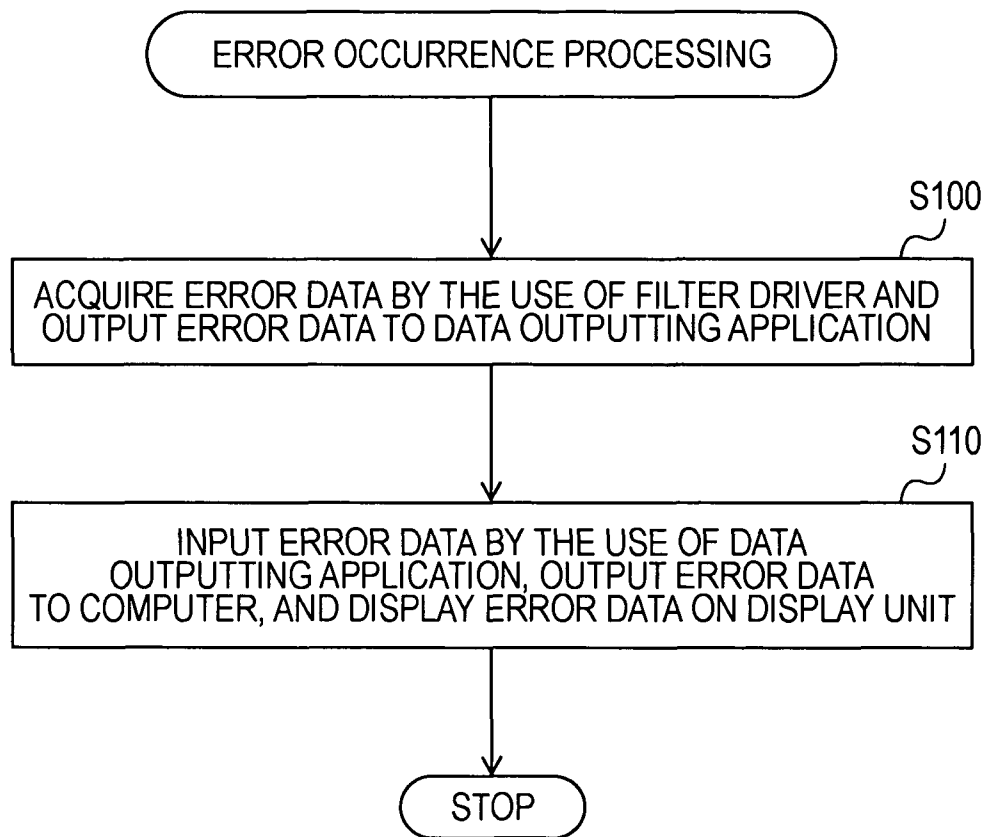 ERROR OCCURRENCE PROCESSING
S100
ACQUIRE ERROR DATA BY THE USE OF FILTER DRIVER AND
OUTPUT ERROR DATA TO DATA OUTPUTTING APPLICATION
S110
INPUT ERROR DATA BY THE USE OF DATA
OUTPUTTING APPLICATION, OUTPUT ERROR DATA
TO COMPUTER, AND DISPLAY ERROR DATA ON DISPLAY UNIT
STOP